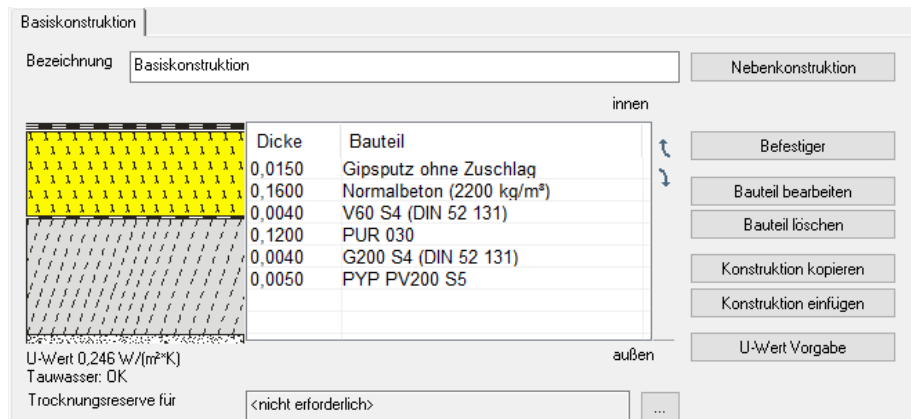 Basiskonstruktion
Bezeichnung Basiskonstruktion Nebenkonstruktion
innen
Dicke Bauteil
0,0150 Gipsputz ohne Zuschlag
0,1600 Normalbeton (2200 kg/m³)
0,0040 V60 S4 (DIN 52 131)
0,1200 PUR 030
0,0040 G200 S4 (DIN 52 131)
0,0050 PYP PV200 S5
Befestiger
Bauteil bearbeiten
Bauteil löschen
Konstruktion kopieren
Konstruktion einfügen
U-Wert Vorgabe
außen
U-Wert 0,246 W/(m²*K)
Tauwasser: OK
Trocknungsreserve für <nicht erforderlich> ...